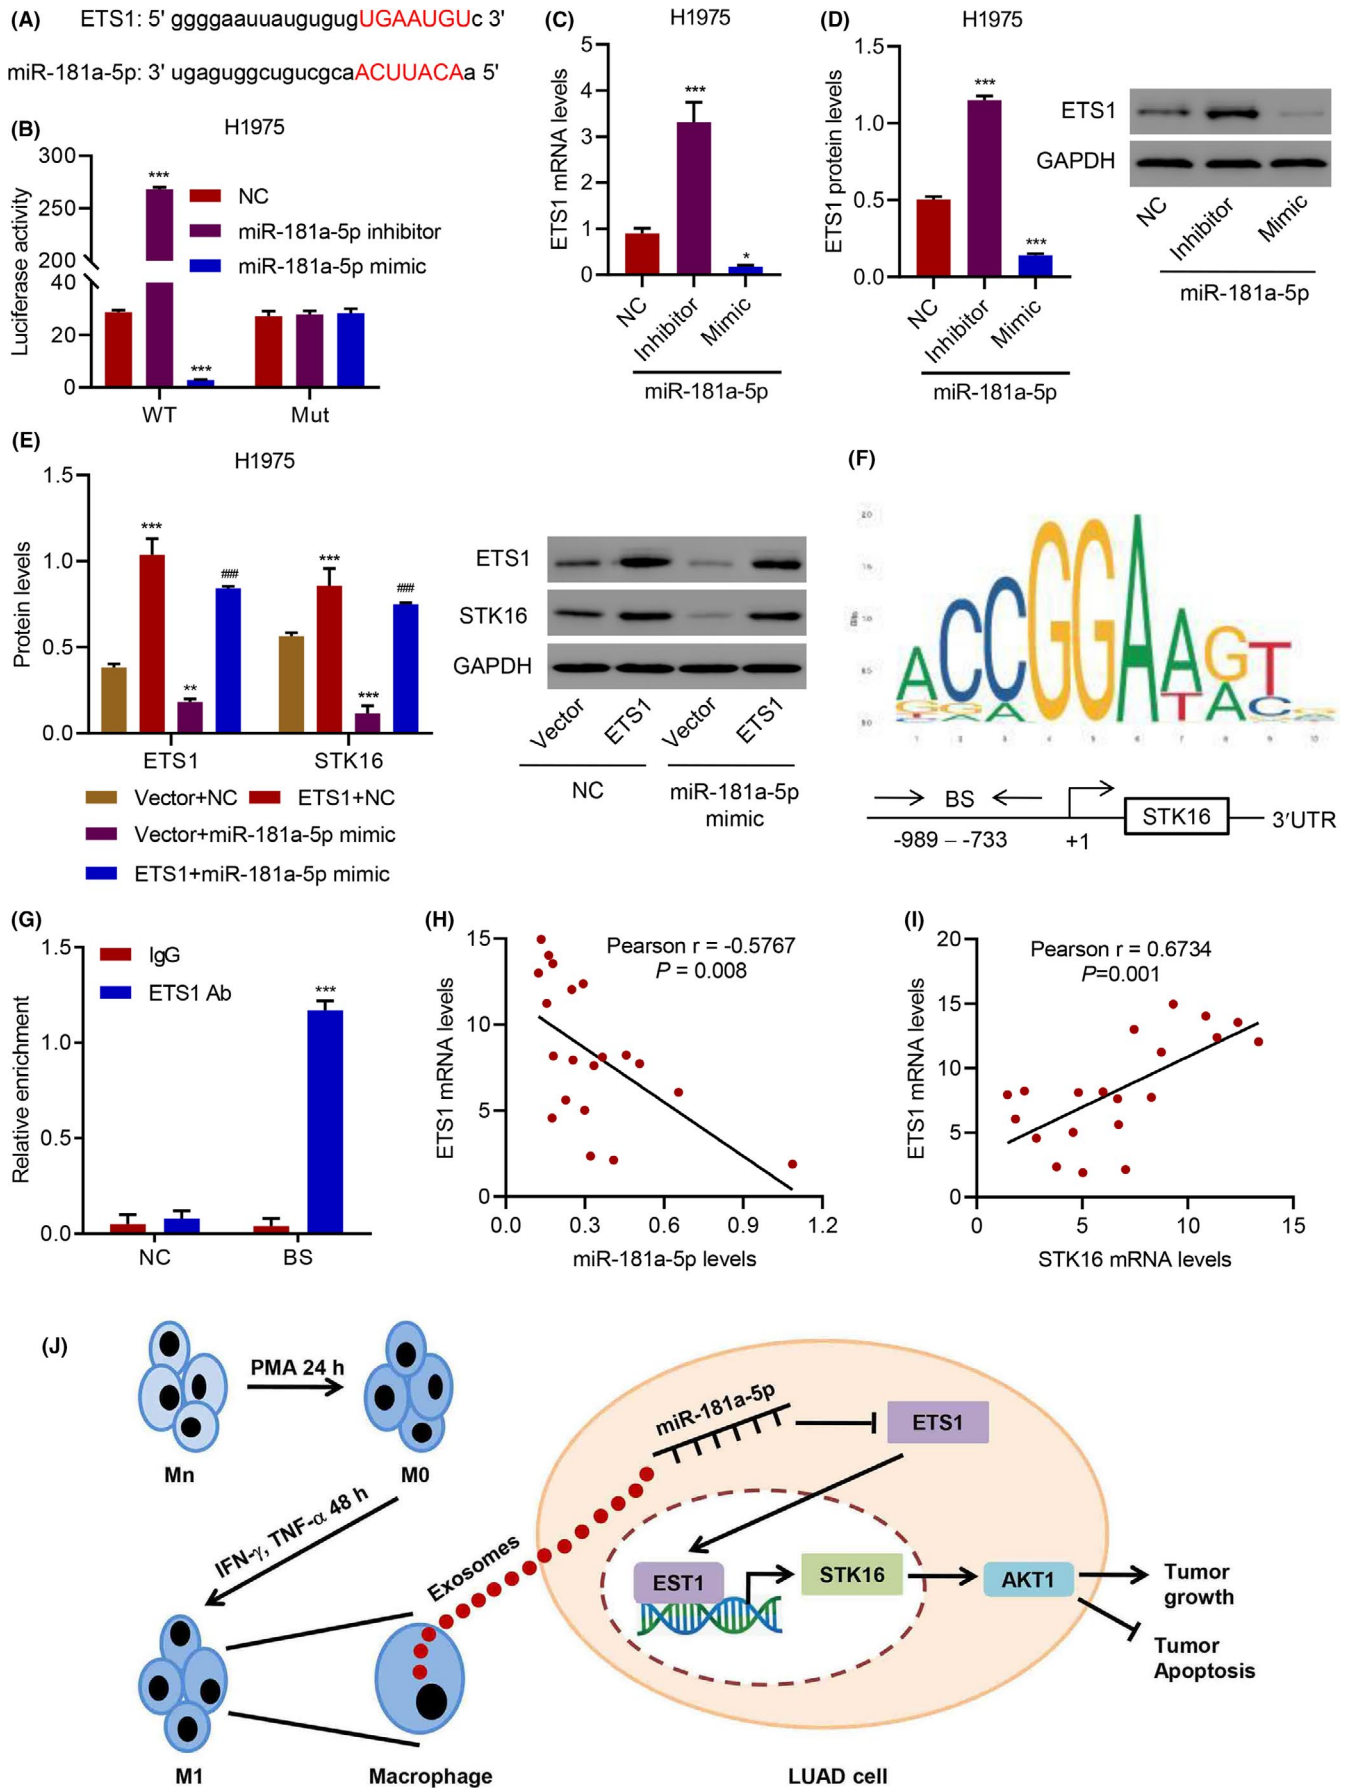 (A)
ETS1: 5' ggggaauuaugugugUGAAUGUc 3'
miR-181a-5p: 3' ugaguggcugucgcaACUUACAa 5'
(B)
H1975
Luciferase activity
300
250
200
40
20
0
***
***
NC
miR-181a-5p inhibitor
miR-181a-5p mimic
WT
Mut
(C)
H1975
ETS1 mRNA levels
5
4
3
2
1
0
***
*
NC
Inhibitor
Mimic
miR-181a-5p
(D)
H1975
ETS1 protein levels
1.5
1.0
0.5
0.0
***
***
NC
Inhibitor
Mimic
miR-181a-5p
ETS1
GAPDH
NC
Inhibitor
Mimic
miR-181a-5p
(E)
H1975
Protein levels
1.5
1.0
0.5
0.0
***
**
###
***
***
###
ETS1
STK16
Vector+NC
ETS1+NC
Vector+miR-181a-5p mimic
ETS1+miR-181a-5p mimic
ETS1
STK16
GAPDH
Vector
ETS1
Vector
ETS1
NC
miR-181a-5p
mimic
(F)
ACCGGAAGT
BS
-989 – -733
+1
STK16
3'UTR
(G)
Relative enrichment
1.5
1.0
0.5
0.0
IgG
ETS1 Ab
***
NC
BS
(H)
ETS1 mRNA levels
15
10
5
0
Pearson r = -0.5767
P = 0.008
0.0
0.3
0.6
0.9
1.2
miR-181a-5p levels
(I)
ETS1 mRNA levels
20
15
10
5
0
Pearson r = 0.6734
P=0.001
0
5
10
15
STK16 mRNA levels
(J)
PMA 24 h
Mn
M0
IFN-γ, TNF-α 48 h
M1
Exosomes
Macrophage
miR-181a-5p
ETS1
EST1
STK16
AKT1
Tumor
growth
Tumor
Apoptosis
LUAD cell